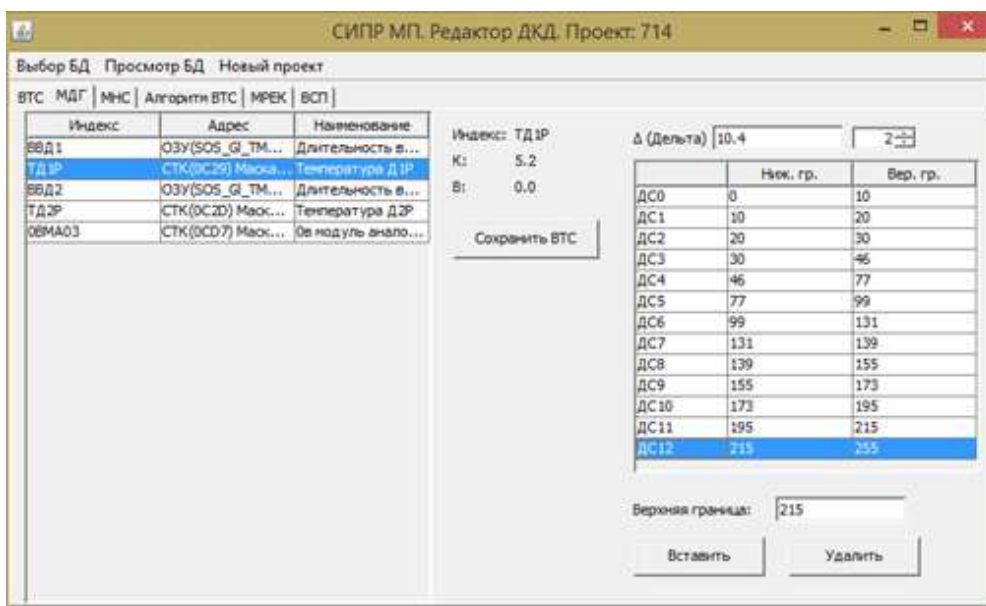 СИПР МП. Редактор ДКД. Проект: 714
Выбор БД Просмотр БД Новый проект
ВТС МДГ МНС Алгоритм ВТС МРЕК ВСП
Индекс Адрес Наименование
ВВД1 ОЗУ(SOS_GI_TM... Длительность в...
ТД1Р СТК(0C29) Маска... Температура Д1Р
ВВД2 ОЗУ(SOS_GI_TM... Длительность в...
ТД2Р СТК(0C2D) Маск... Температура Д2Р
0ВМА03 СТК(0CD7) Маск... 0в модуль анало...
Индекс: ТД1Р
К: 5.2
В: 0.0
Сохранить ВТС
Δ (Дельта) 10.4 2
Ниж. гр. Вер. гр.
ДС0 0 10
ДС1 10 20
ДС2 20 30
ДС3 30 46
ДС4 46 77
ДС5 77 99
ДС6 99 131
ДС7 131 139
ДС8 139 155
ДС9 155 173
ДС10 173 195
ДС11 195 215
ДС12 215 255
Верхняя граница: 215
Вставить Удалить